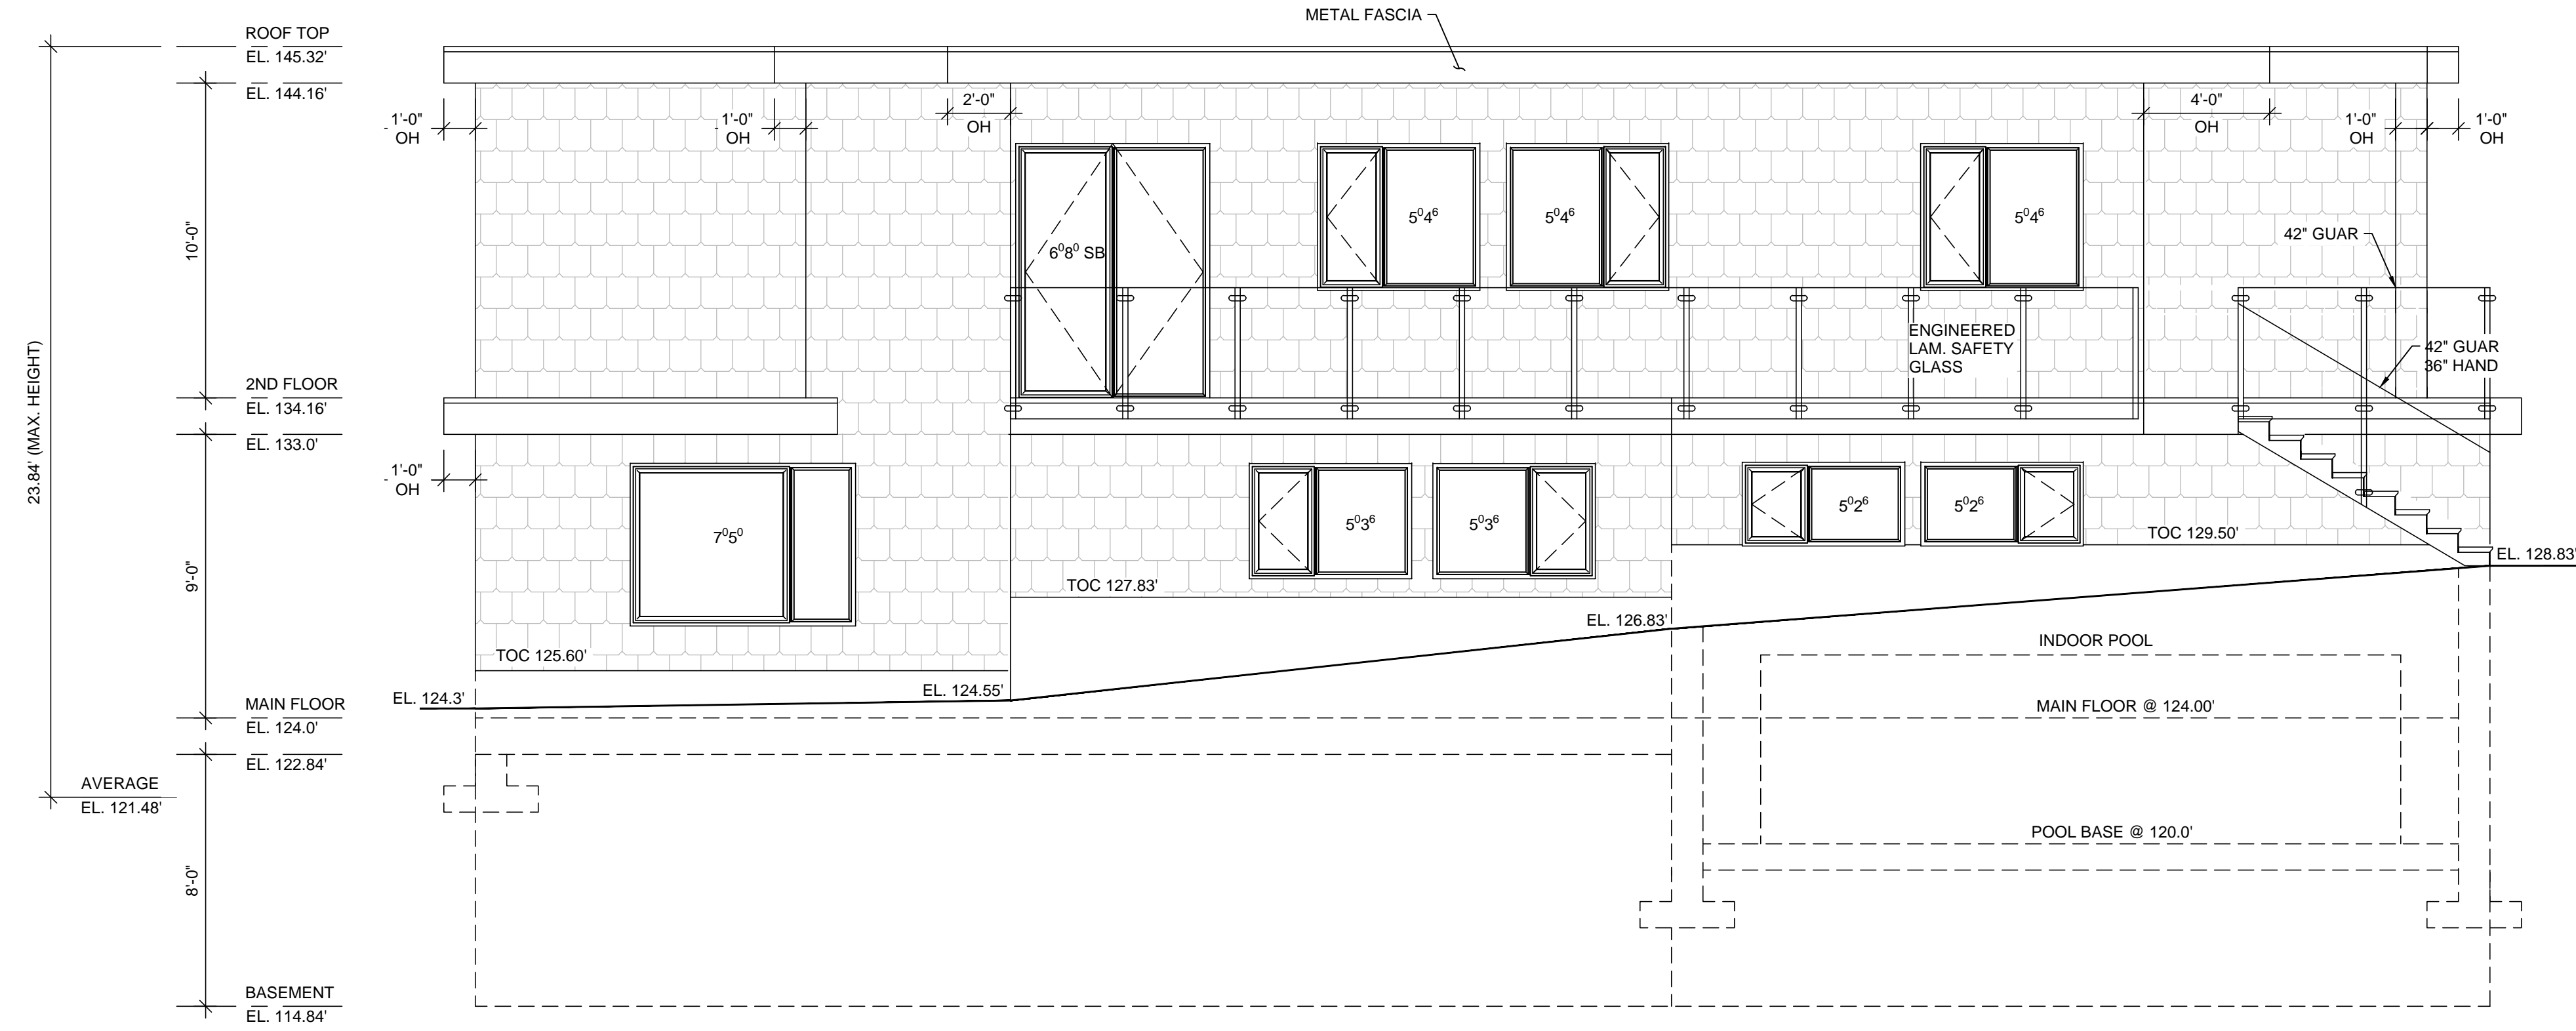 METAL FASCIA
ROOF TOP
EL. 145.32'
EL. 144.16'
1'-0"
OH
1'-0"
OH
2'-0"
OH
4'-0"
OH
1'-0"
OH
1'-0"
OH
10'-0"
6⁰8⁰ SB
5⁰4⁶
5⁰4⁶
5⁰4⁶
42" GUAR
ENGINEERED
LAM. SAFETY
GLASS
42" GUAR
36" HAND
23.84' (MAX. HEIGHT)
2ND FLOOR
EL. 134.16'
EL. 133.0'
1'-0"
OH
9'-0"
7⁰5⁰
5⁰3⁶
5⁰3⁶
5⁰2⁶
5⁰2⁶
TOC 129.50'
EL. 128.83'
TOC 127.83'
EL. 126.83'
TOC 125.60'
INDOOR POOL
EL. 124.3'
EL. 124.55'
MAIN FLOOR
EL. 124.0'
MAIN FLOOR @ 124.00'
EL. 122.84'
AVERAGE
EL. 121.48'
POOL BASE @ 120.0'
8'-0"
BASEMENT
EL. 114.84'